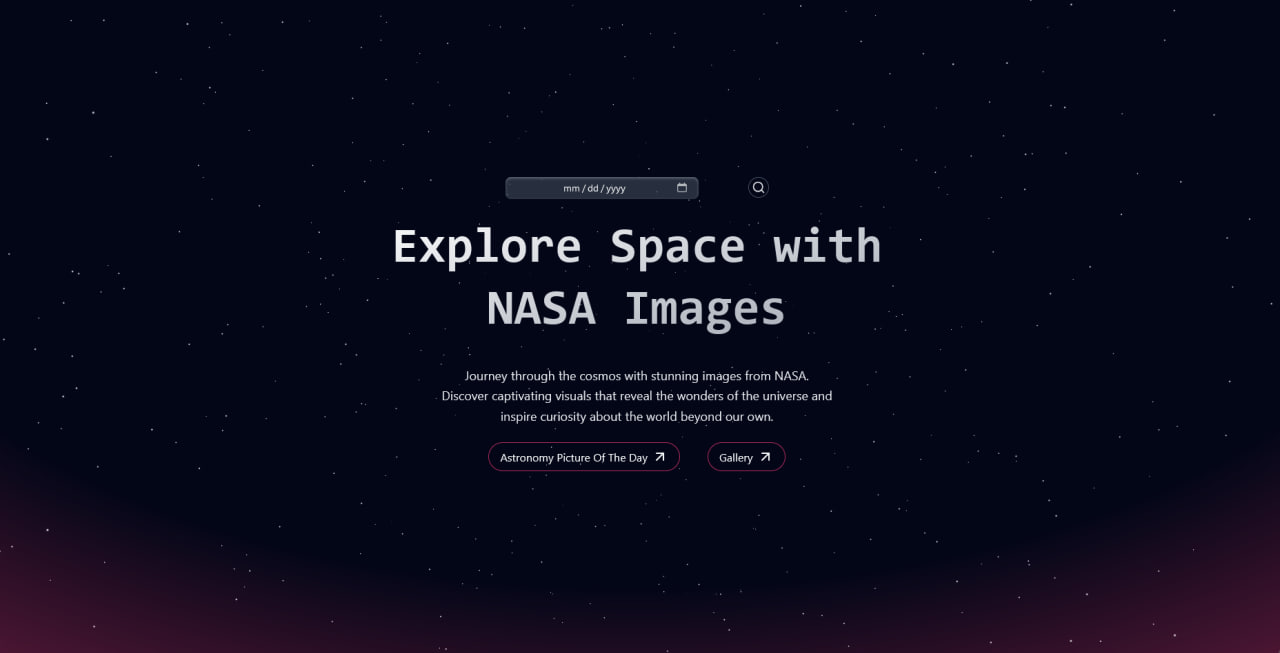 mm / dd / yyyy
Explore Space with
NASA Images
Journey through the cosmos with stunning images from NASA.
Discover captivating visuals that reveal the wonders of the universe and
inspire curiosity about the world beyond our own.
Astronomy Picture Of The Day
Gallery